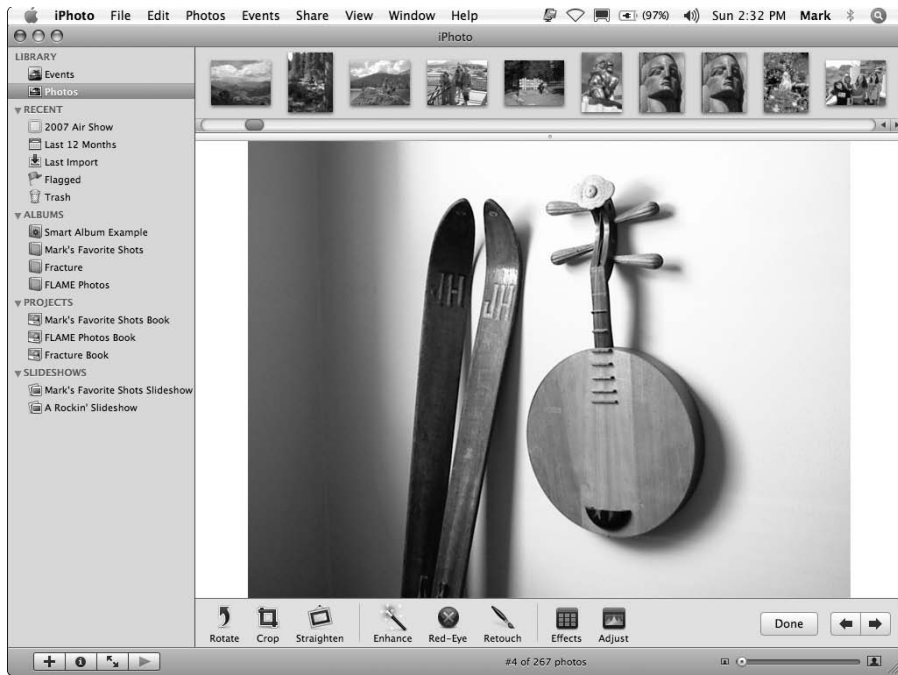 iPhoto File Edit Photos Events Share View Window Help (97%) Sun 2:32 PM Mark
iPhoto
LIBRARY
Events
Photos
RECENT
2007 Air Show
Last 12 Months
Last Import
Flagged
Trash
ALBUMS
Smart Album Example
Mark's Favorite Shots
Fracture
FLAME Photos
PROJECTS
Mark's Favorite Shots Book
FLAME Photos Book
Fracture Book
SLIDESHOWS
Mark's Favorite Shots Slideshow
A Rockin' Slideshow
JH JH
Rotate Crop Straighten Enhance Red-Eye Retouch Effects Adjust Done
#4 of 267 photos